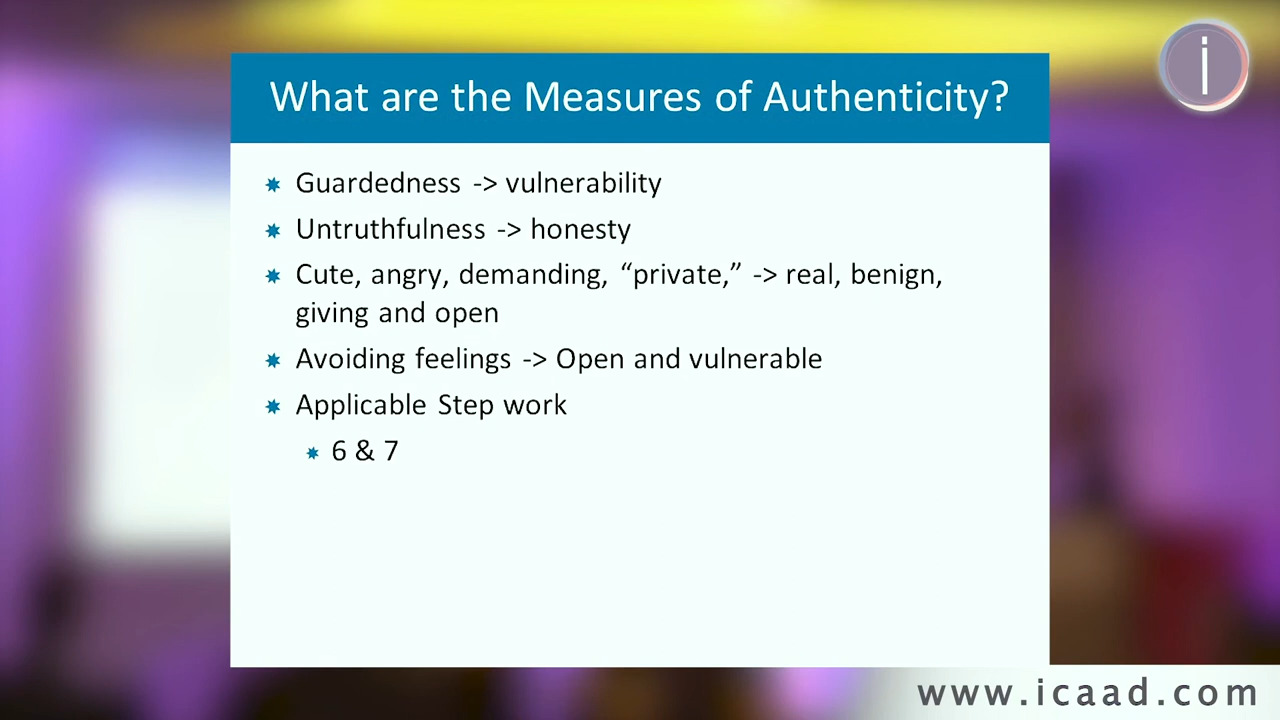 i
What are the Measures of Authenticity?
Guardedness -> vulnerability
Untruthfulness -> honesty
Cute, angry, demanding, “private,” -> real, benign,
giving and open
Avoiding feelings -> Open and vulnerable
Applicable Step work
6 & 7
www.icaad.com